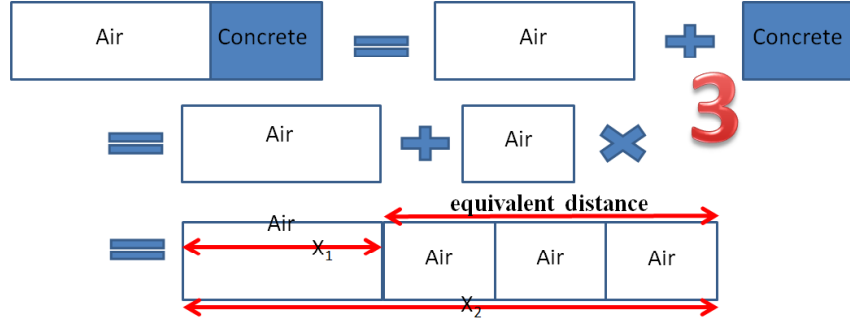 Air Concrete = Air + Concrete
= Air + Air × 3
equivalent distance
= Air Air Air Air
X₁
X₂